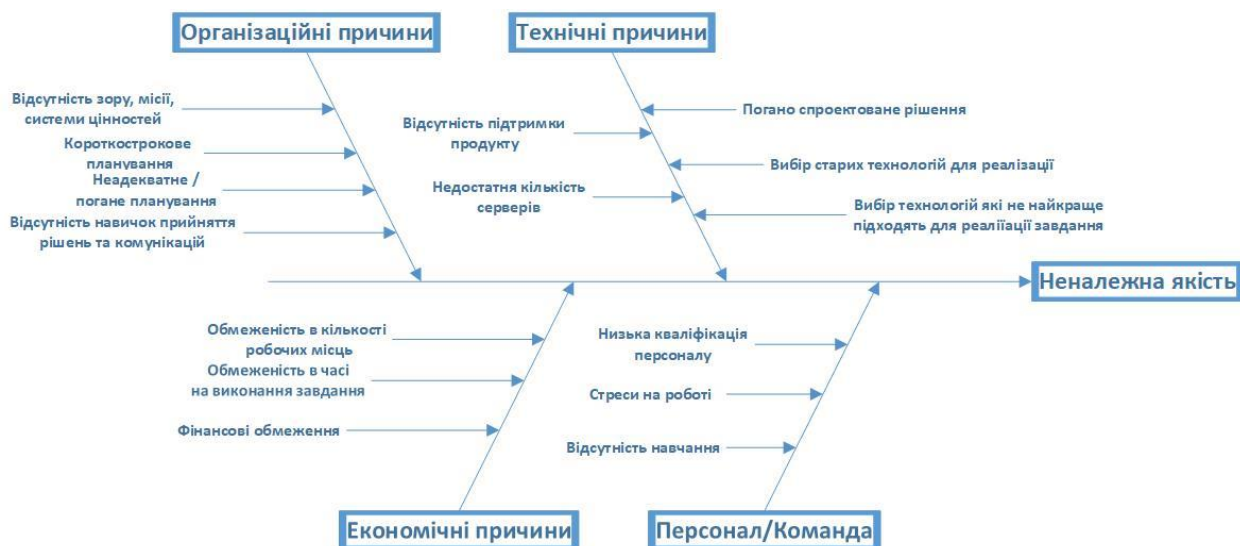 Організаційні причини
Технічні причини
Відсутність зору, місії,
системи цінностей
Короткострокове
планування
Неадекватне /
погане планування
Відсутність навичок прийняття
рішень та комунікацій
Відсутність підтримки
продукту
Недостатня кількість
серверів
Погано спроектоване рішення
Вибір старих технологій для реалізації
Вибір технологій які не найкраще
підходять для реаліїації завдання
Неналежна якість
Обмеженість в кількості
робочих місць
Обмеженість в часі
на виконання завдання
Фінансові обмеження
Низька кваліфікація
персоналу
Стреси на роботі
Відсутність навчання
Економічні причини
Персонал/Команда